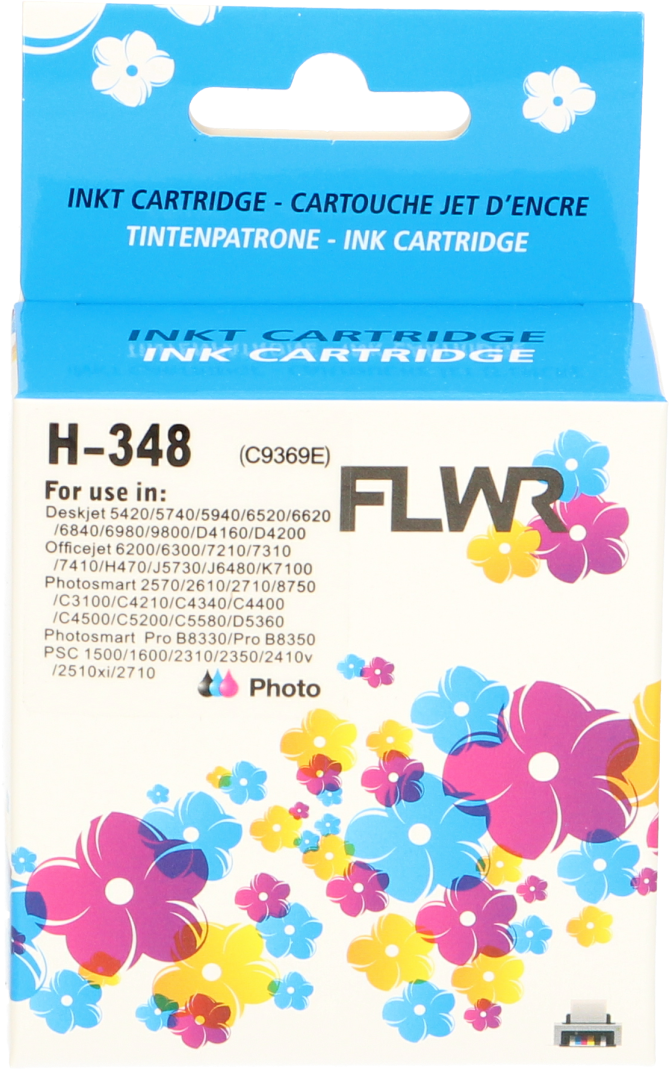 INKT CARTRIDGE - CARTOUCHE JET D'ENCRE
TINTENPATRONE - INK CARTRIDGE
INKT CARTRIDGE
INK CARTRIDGE
H-348 (C9369E)
FLWR
For use in:
Deskjet 5420/5740/5940/6520/6620
/6840/6980/9800/D4160/D4200
Officejet 6200/6300/7210/7310
/7410/H470/J5730/J6480/K7100
Photosmart 2570/2610/2710/8750
/C3100/C4210/C4340/C4400
/C4500/C5200/C5580/D5360
Photosmart Pro B8330/Pro B8350
PSC 1500/1600/2310/2350/2410v
/2510xi/2710
Photo